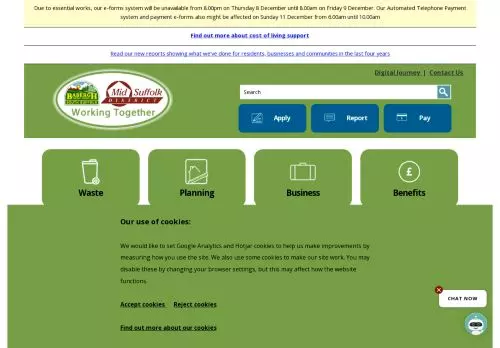 Due to essential works, our e-forms system will be unavailable from 8.00pm on Thursday 8 December until 8.00am on Friday 9 December. Our Automated Telephone Payment
system and payment e-forms also might be affected on Sunday 11 December from 6.00am until 10.00am
Find out more about cost of living support
Read our new reports showing what we've done for residents, businesses and communities in the last four years
Digital Journey | Contact Us
BABERGH
Mid Suffolk
DISTRICT
Working Together
Search
Apply
Report
Pay
Waste
Planning
Business
Benefits
Our use of cookies:
We would like to set Google Analytics and Hotjar cookies to help us make improvements by
measuring how you use the site. We also use some cookies to make our site work. You may
disable these by changing your browser settings, but this may affect how the website
functions.
Accept cookies Reject cookies
Find out more about our cookies
CHAT NOW